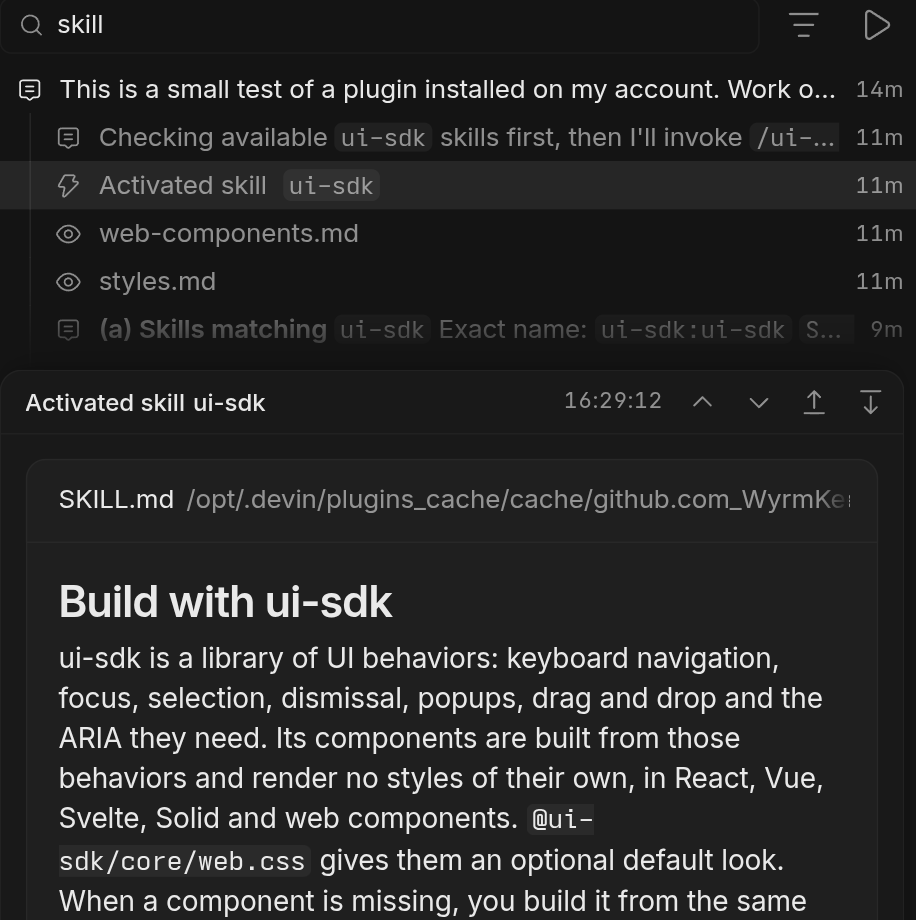 skill
This is a small test of a plugin installed on my account. Work o... 14m
Checking available ui-sdk skills first, then I'll invoke /ui-... 11m
Activated skill ui-sdk 11m
web-components.md 11m
styles.md 11m
(a) Skills matching ui-sdk Exact name: ui-sdk:ui-sdk S... 9m
Activated skill ui-sdk 16:29:12
SKILL.md /opt/.devin/plugins_cache/cache/github.com_WyrmKe
Build with ui-sdk
ui-sdk is a library of UI behaviors: keyboard navigation,
focus, selection, dismissal, popups, drag and drop and the
ARIA they need. Its components are built from those
behaviors and render no styles of their own, in React, Vue,
Svelte, Solid and web components. @ui-
sdk/core/web.css gives them an optional default look.
When a component is missing, you build it from the same